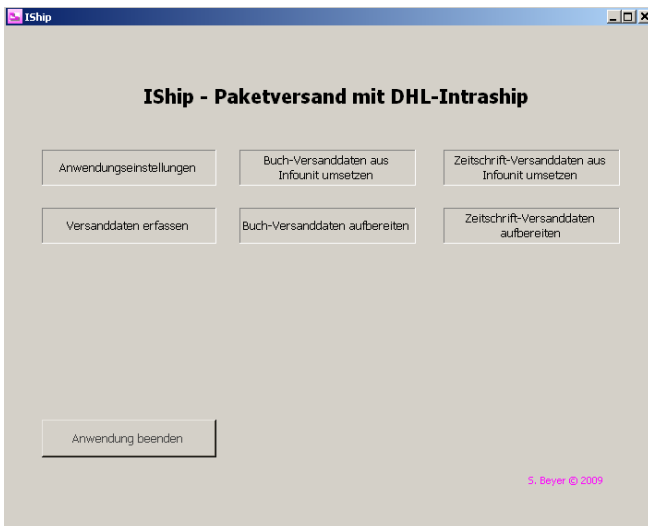 IShip
IShip - Paketversand mit DHL-Intraship
Anwendungseinstellungen
Buch-Versanddaten aus
Infounit umsetzen
Zeitschrift-Versanddaten aus
Infounit umsetzen
Versanddaten erfassen
Buch-Versanddaten aufbereiten
Zeitschrift-Versanddaten
aufbereiten
Anwendung beenden
S. Beyer © 2009